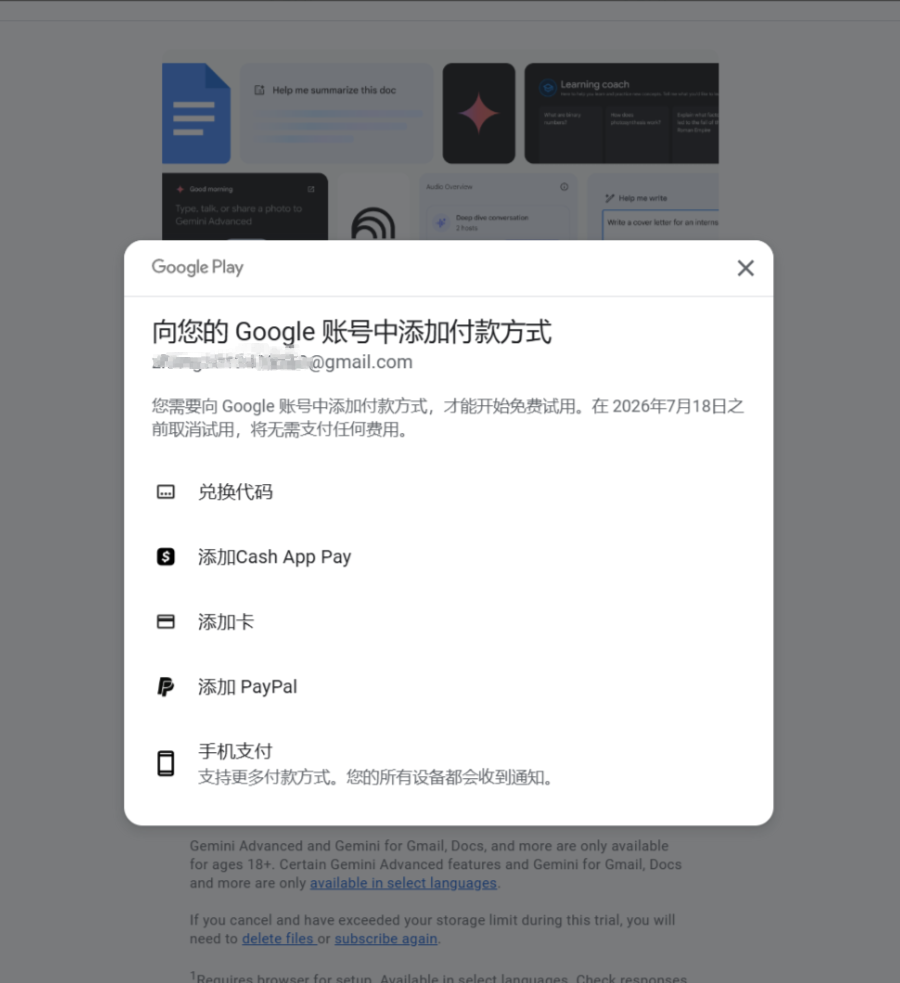 Help me summarize this doc
Learning coach
What are binary numbers?
How does photosynthesis work?
Good morning
Type, talk, or share a photo to
Gemini Advanced
Audio Overview
Deep dive conversation
Help me write
Write a cover letter for an interns
Google Play
向您的 Google 账号中添加付款方式
@gmail.com
您需要向 Google 账号中添加付款方式，才能开始免费试用。在 2026年7月18日之
前取消试用，将无需支付任何费用。
兑换代码
添加Cash App Pay
添加卡
添加 PayPal
手机支付
支持更多付款方式。您的所有设备都会收到通知。
Gemini Advanced and Gemini for Gmail, Docs, and more are only available
for ages 18+. Certain Gemini Advanced features and Gemini for Gmail, Docs
and more are only available in select languages.
If you cancel and have exceeded your storage limit during this trial, you will
need to delete files or subscribe again.
1Requires browser for setup. Available in select languages. Check responses